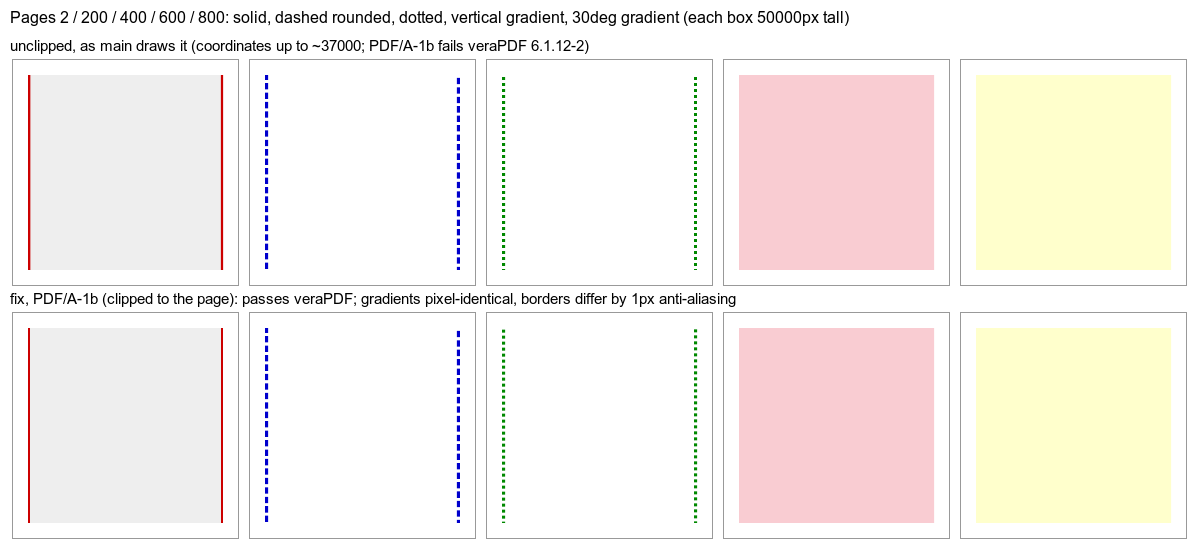 Pages 2 / 200 / 400 / 600 / 800: solid, dashed rounded, dotted, vertical gradient, 30deg gradient (each box 50000px tall)
unclipped, as main draws it (coordinates up to ~37000; PDF/A-1b fails veraPDF 6.1.12-2)
fix, PDF/A-1b (clipped to the page): passes veraPDF; gradients pixel-identical, borders differ by 1px anti-aliasing